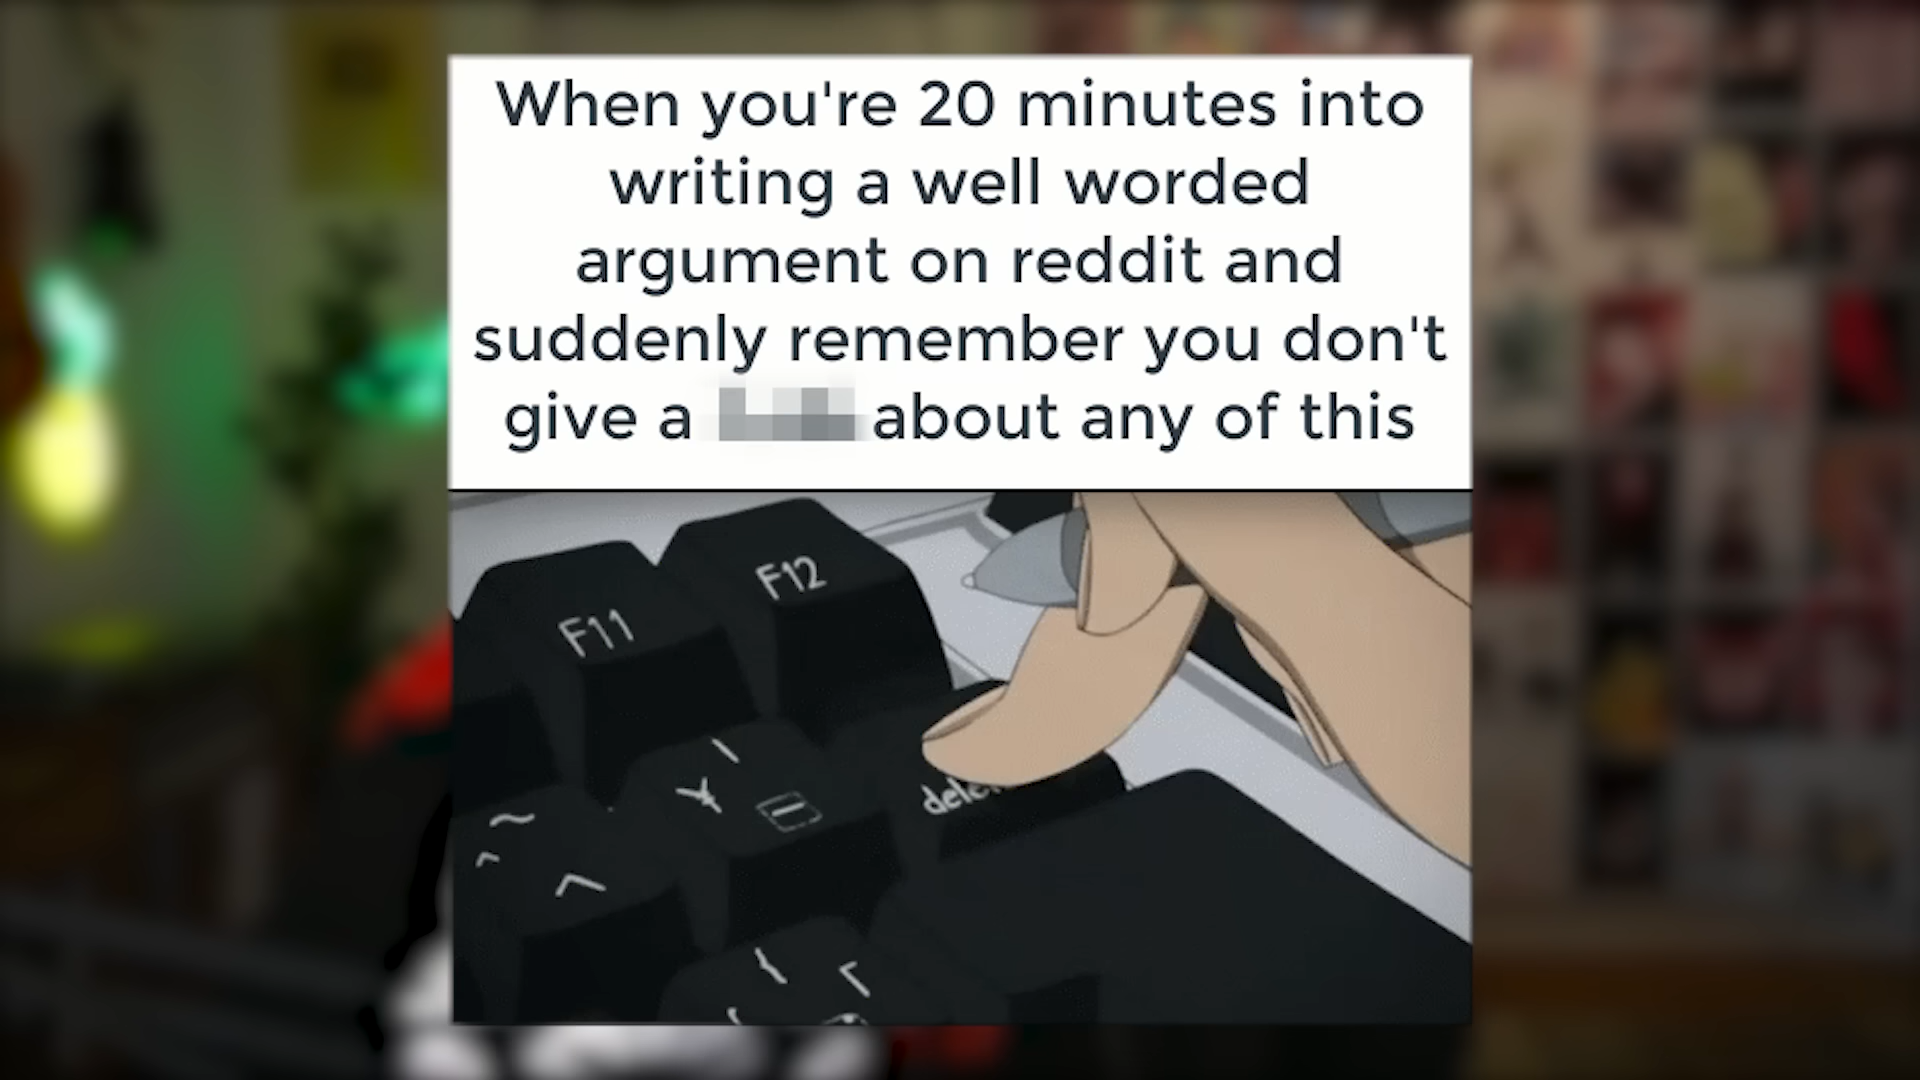 When you're 20 minutes into
writing a well worded
argument on reddit and
suddenly remember you don't
give a about any of this
F12
F11
¥
~
^
{
「